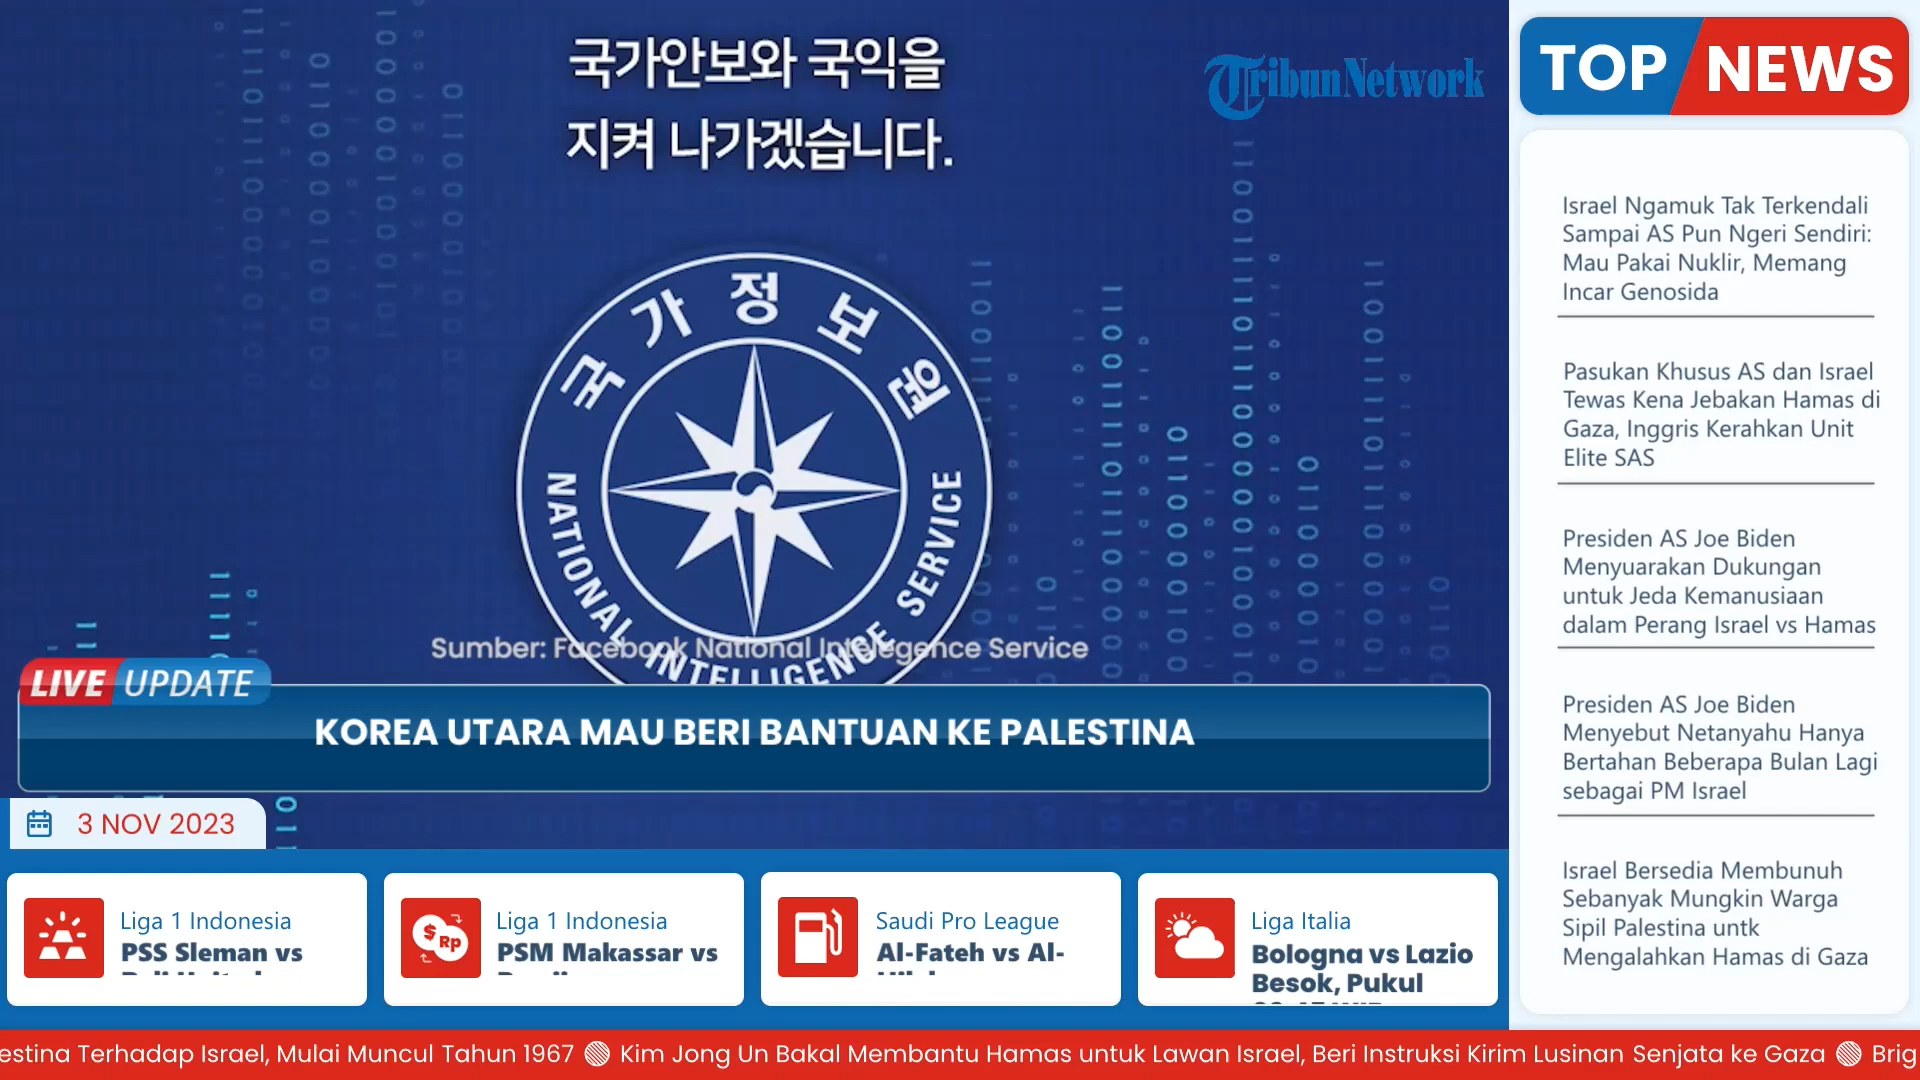 국가안보와 국익을
지켜 나가겠습니다.
TribunNetwork
국가정보원
NATIONAL INTELLIGENCE SERVICE
Sumber: Facebook National Intelegence Service
LIVE UPDATE
KOREA UTARA MAU BERI BANTUAN KE PALESTINA
3 NOV 2023
Liga 1 Indonesia
PSS Sleman vs
Liga 1 Indonesia
PSM Makassar vs
Saudi Pro League
Al-Fateh vs Al-
Liga Italia
Bologna vs Lazio
Besok, Pukul
TOP NEWS
Israel Ngamuk Tak Terkendali
Sampai AS Pun Ngeri Sendiri:
Mau Pakai Nuklir, Memang
Incar Genosida
Pasukan Khusus AS dan Israel
Tewas Kena Jebakan Hamas di
Gaza, Inggris Kerahkan Unit
Elite SAS
Presiden AS Joe Biden
Menyuarakan Dukungan
untuk Jeda Kemanusiaan
dalam Perang Israel vs Hamas
Presiden AS Joe Biden
Menyebut Netanyahu Hanya
Bertahan Beberapa Bulan Lagi
sebagai PM Israel
Israel Bersedia Membunuh
Sebanyak Mungkin Warga
Sipil Palestina untk
Mengalahkan Hamas di Gaza
estina Terhadap Israel, Mulai Muncul Tahun 1967 Kim Jong Un Bakal Membantu Hamas untuk Lawan Israel, Beri Instruksi Kirim Lusinan Senjata ke Gaza Brig